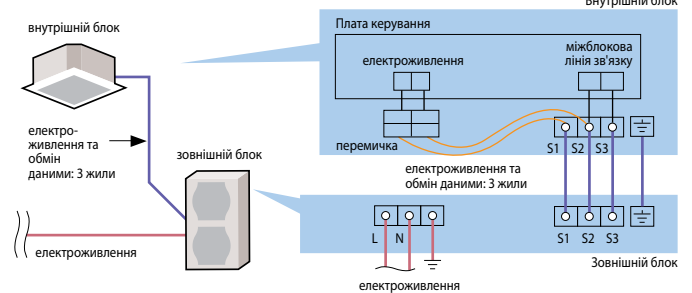 Внутрішній блок
внутрішній блок
Плата керування
електроживлення
міжблокова
лінія зв'язку
електро-
живлення та
обмін
даними: 3 жили
перемичка
S1 S2 S3
зовнішній блок
електроживлення та
обмін даними: 3 жили
L N
S1 S2 S3
електроживлення
Зовнішній блок
електроживлення